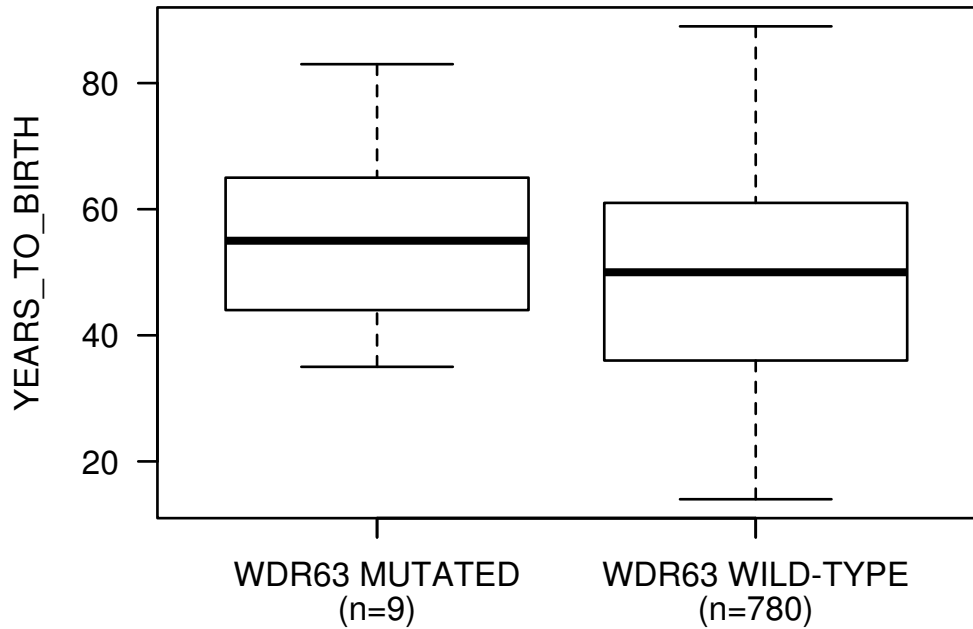 YEARS_TO_BIRTH
80
60
40
20
WDR63 MUTATED
(n=9)
WDR63 WILD-TYPE
(n=780)